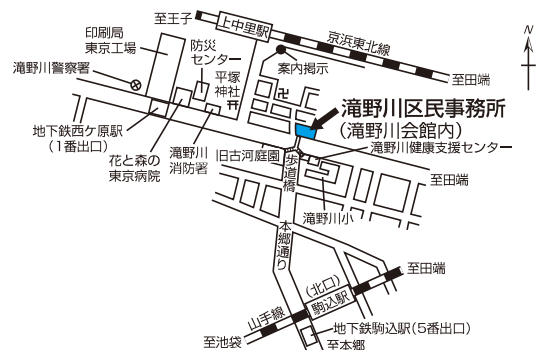 至王子
上中里駅
京浜東北線
N
印刷局
東京工場
防災
センター
案内掲示
至田端
滝野川警察署
平塚
神社
滝野川区民事務所
(滝野川会館内)
地下鉄西ケ原駅
(1番出口)
花と森の
東京病院
滝野川
消防署
旧古河庭園
歩道橋
滝野川健康支援センター
至田端
滝野川小
本郷通り
至田端
(北口)
駒込駅
山手線
至池袋
地下鉄駒込駅(5番出口)
至本郷